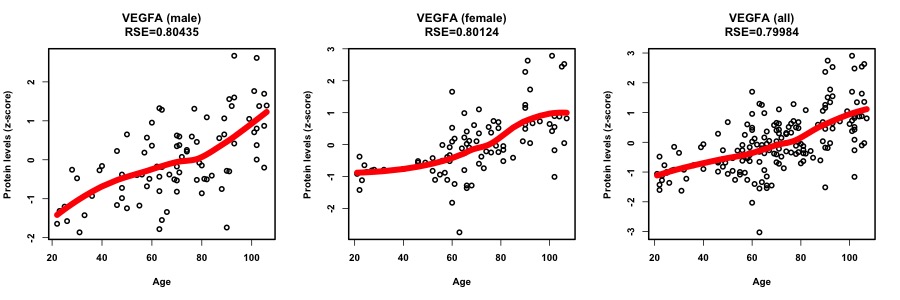 VEGFA (male)
RSE=0.80435
Protein levels (z-score)
2
1
0
-1
-2
20 40 60 80 100
Age
VEGFA (female)
RSE=0.80124
Protein levels (z-score)
3
2
1
0
-1
-2
20 40 60 80 100
Age
VEGFA (all)
RSE=0.79984
Protein levels (z-score)
3
2
1
0
-1
-2
-3
20 40 60 80 100
Age